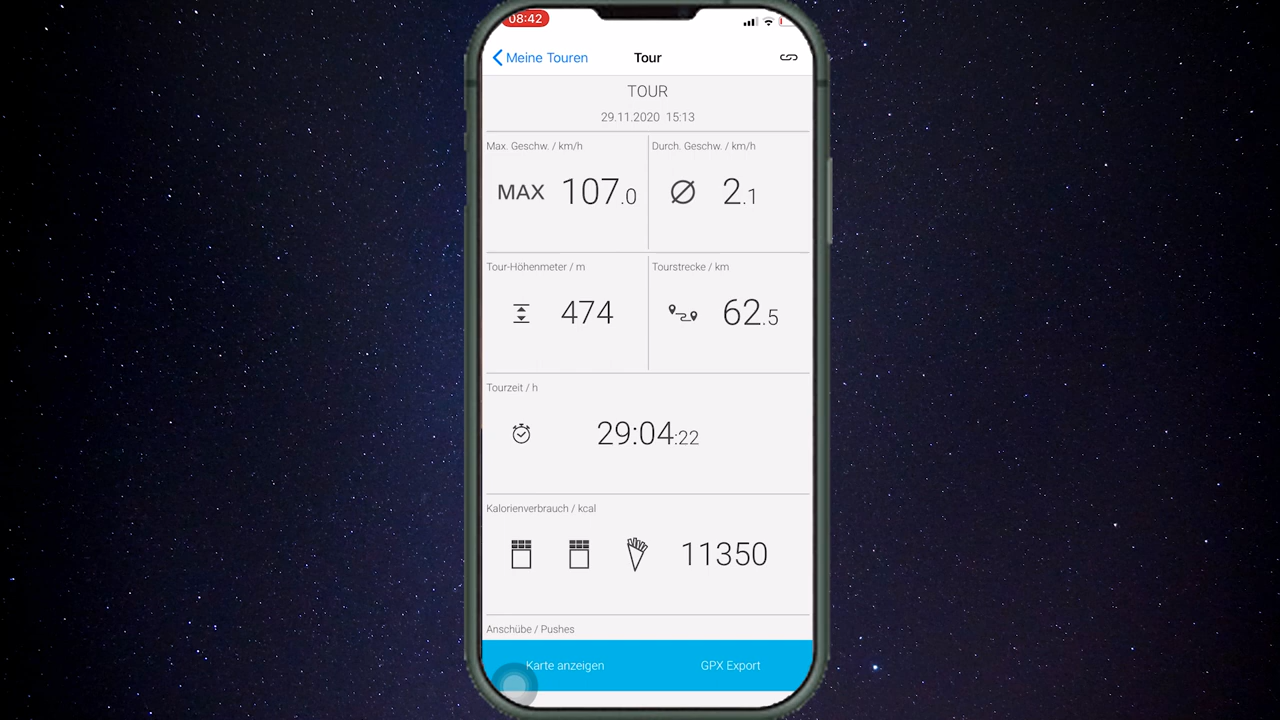 08:42
Meine Touren Tour
TOUR
29.11.2020 15:13
Max. Geschw. / km/h Durch. Geschw. / km/h
MAX 107.0 Ø 2.1
Tour-Höhenmeter / m Tourstrecke / km
474 62.5
Tourzeit / h
29:04:22
Kalorienverbrauch / kcal
11350
Anschübe / Pushes
Karte anzeigen GPX Export